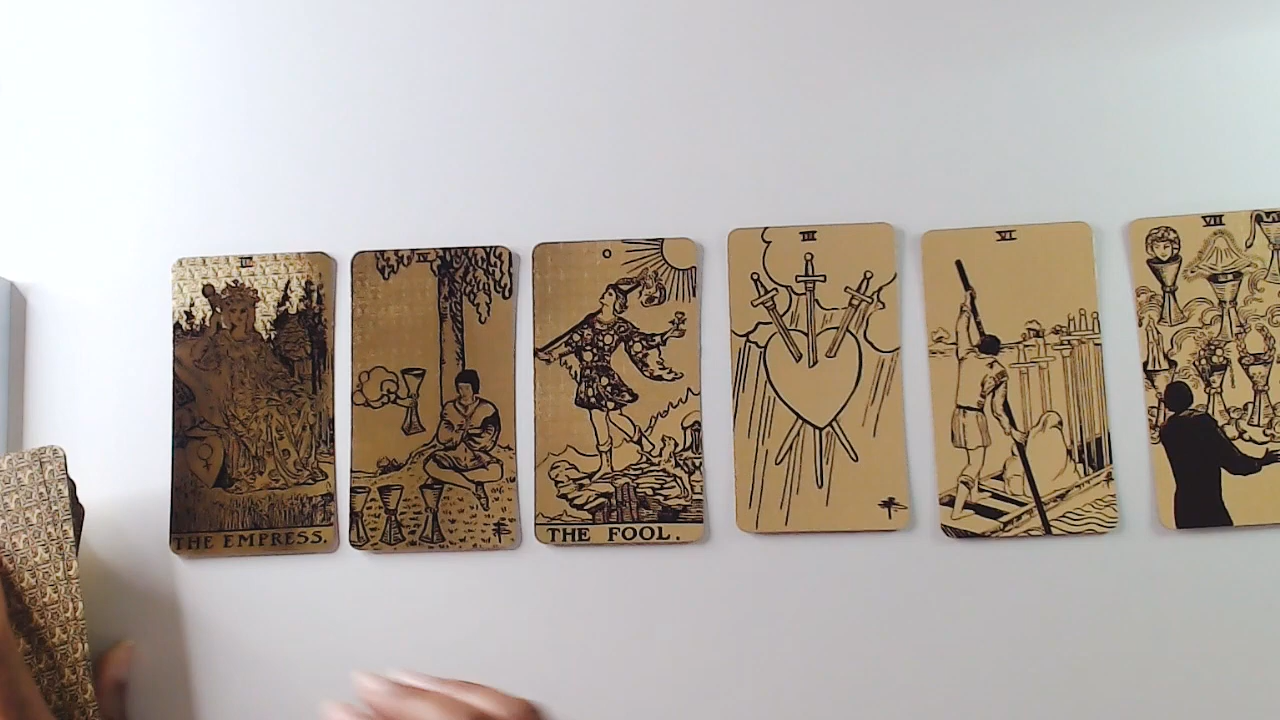 III
THE EMPRESS.
IV
0
THE FOOL.
III
VI
VII